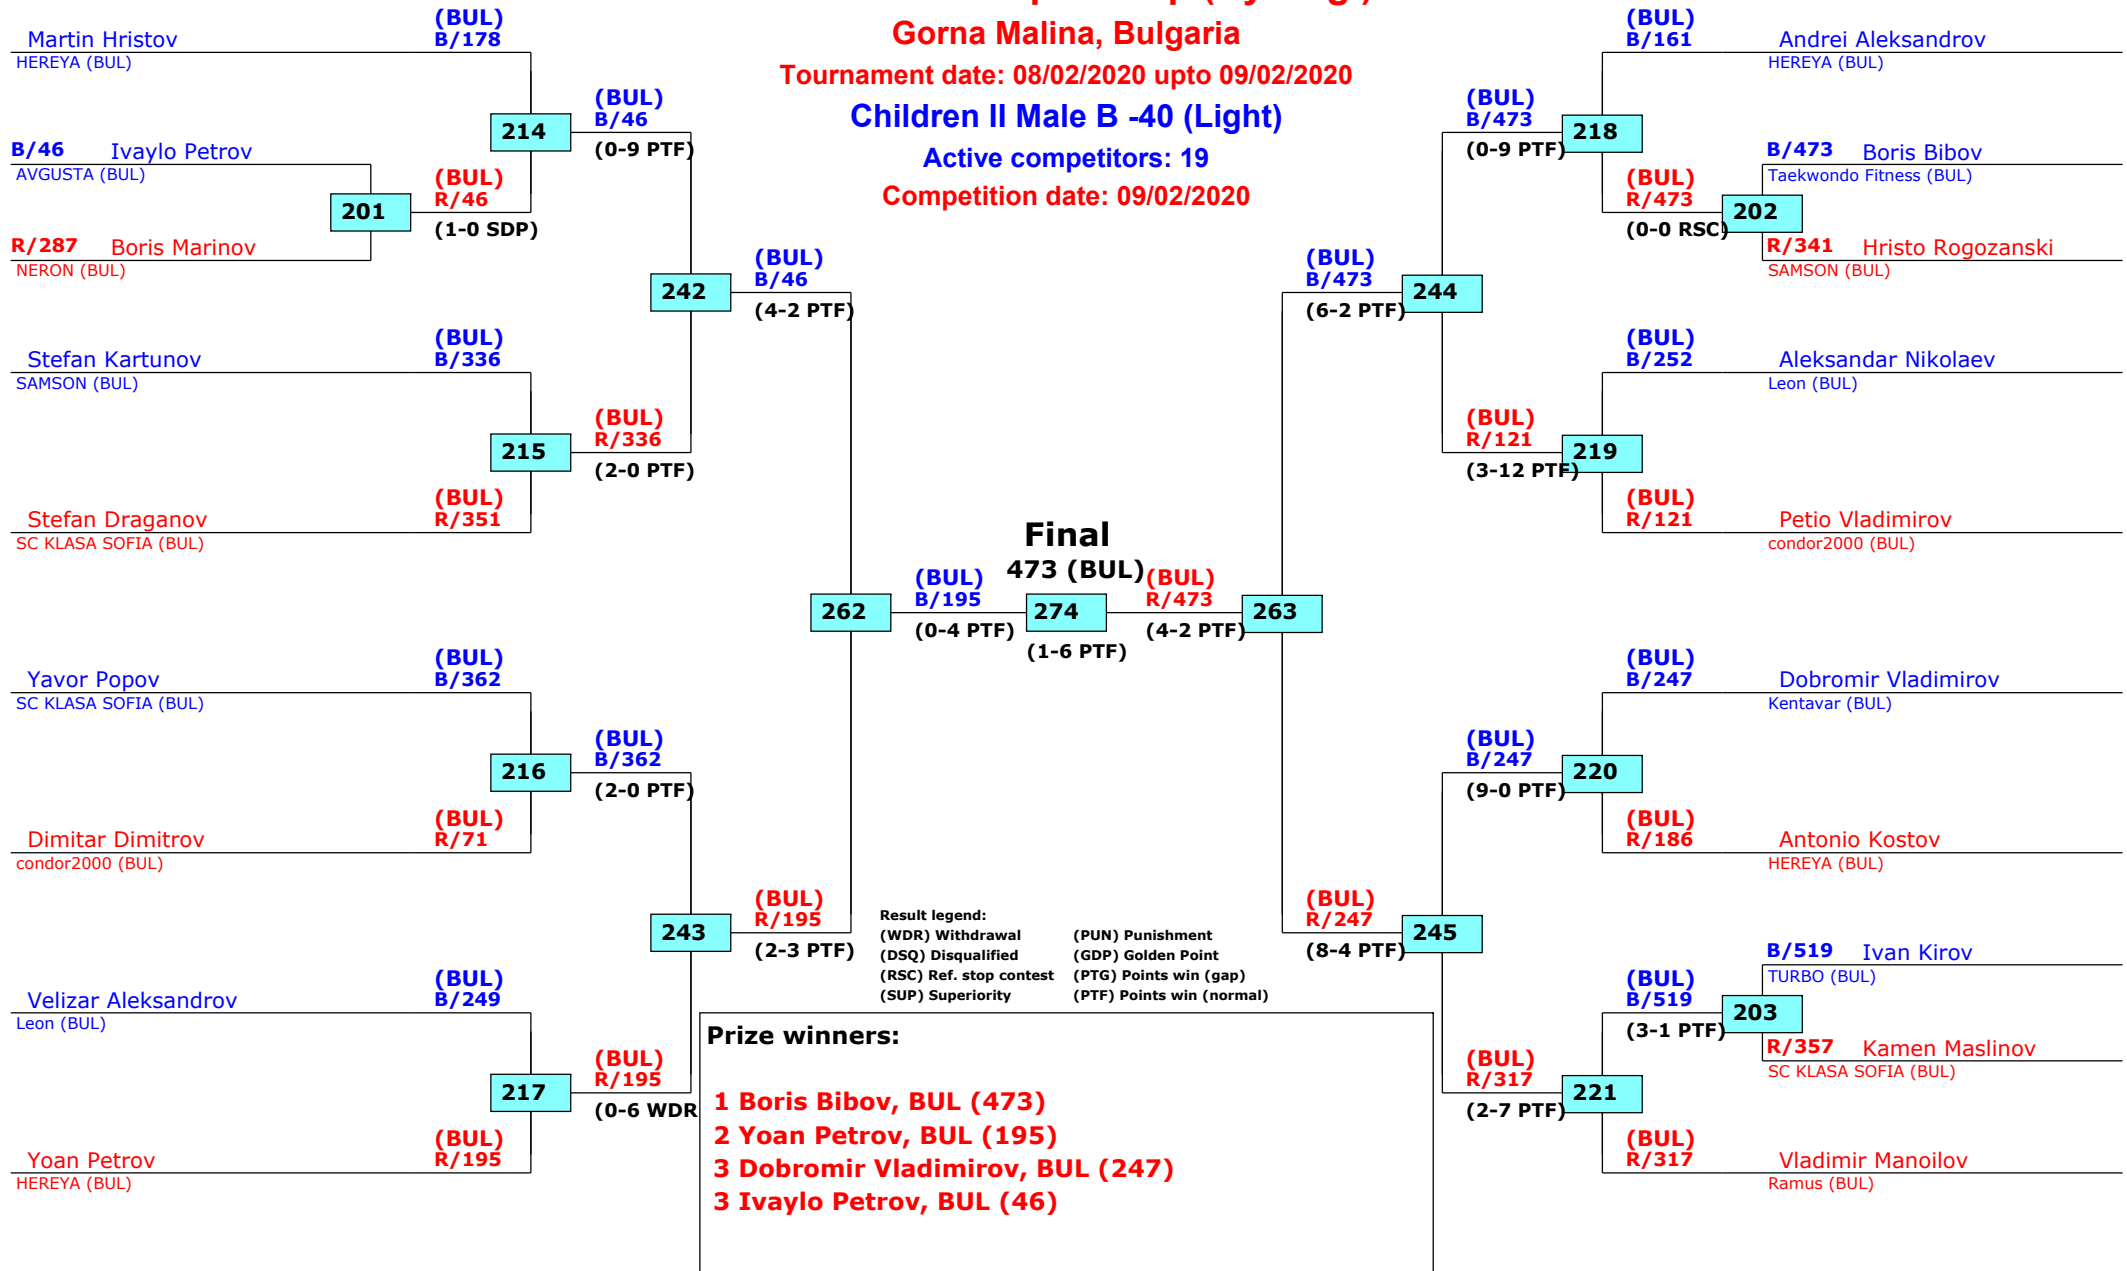 Gorna Malina, Bulgaria
Tournament date: 08/02/2020 upto 09/02/2020
Children II Male B -40 (Light)
Active competitors: 19
Competition date: 09/02/2020
(BUL)
Martin Hristov B/178
HEREYA (BUL)
214
(BUL)
B/46
(0-9 PTF)
B/46 Ivaylo Petrov
AVGUSTA (BUL)
201
(BUL)
R/46
(1-0 SDP)
R/287 Boris Marinov
NERON (BUL)
242
(BUL)
B/46
(4-2 PTF)
(BUL)
Stefan Kartunov B/336
SAMSON (BUL)
215
(BUL)
R/336
(2-0 PTF)
(BUL)
Stefan Draganov R/351
SC KLASA SOFIA (BUL)
262
(BUL)
B/195
(0-4 PTF)
(BUL)
Yavor Popov B/362
SC KLASA SOFIA (BUL)
216
(BUL)
B/362
(2-0 PTF)
(BUL)
Dimitar Dimitrov R/71
condor2000 (BUL)
243
(BUL)
R/195
(2-3 PTF)
(BUL)
Velizar Aleksandrov B/249
Leon (BUL)
217
(BUL)
R/195
(0-6 WDR
(BUL)
Yoan Petrov R/195
HEREYA (BUL)
Final
473 (BUL)
274
(1-6 PTF)
(BUL)
R/473
(4-2 PTF)
263
(BUL)
B/161 Andrei Aleksandrov
HEREYA (BUL)
(BUL)
B/473
(0-9 PTF)
218
B/473 Boris Bibov
Taekwondo Fitness (BUL)
(BUL)
R/473
(0-0 RSC)
202
R/341 Hristo Rogozanski
SAMSON (BUL)
(BUL)
B/473
(6-2 PTF)
244
(BUL)
B/252 Aleksandar Nikolaev
Leon (BUL)
(BUL)
R/121
(3-12 PTF)
219
(BUL)
R/121 Petio Vladimirov
condor2000 (BUL)
(BUL)
B/247 Dobromir Vladimirov
Kentavar (BUL)
(BUL)
B/247
(9-0 PTF)
220
(BUL)
R/186 Antonio Kostov
HEREYA (BUL)
(BUL)
R/247
(8-4 PTF)
245
B/519 Ivan Kirov
TURBO (BUL)
(BUL)
B/519
(3-1 PTF)
203
R/357 Kamen Maslinov
SC KLASA SOFIA (BUL)
(BUL)
R/317
(2-7 PTF)
221
(BUL)
R/317 Vladimir Manoilov
Ramus (BUL)
Result legend:
(WDR) Withdrawal (PUN) Punishment
(DSQ) Disqualified (GDP) Golden Point
(RSC) Ref. stop contest (PTG) Points win (gap)
(SUP) Superiority (PTF) Points win (normal)
Prize winners:
1 Boris Bibov, BUL (473)
2 Yoan Petrov, BUL (195)
3 Dobromir Vladimirov, BUL (247)
3 Ivaylo Petrov, BUL (46)